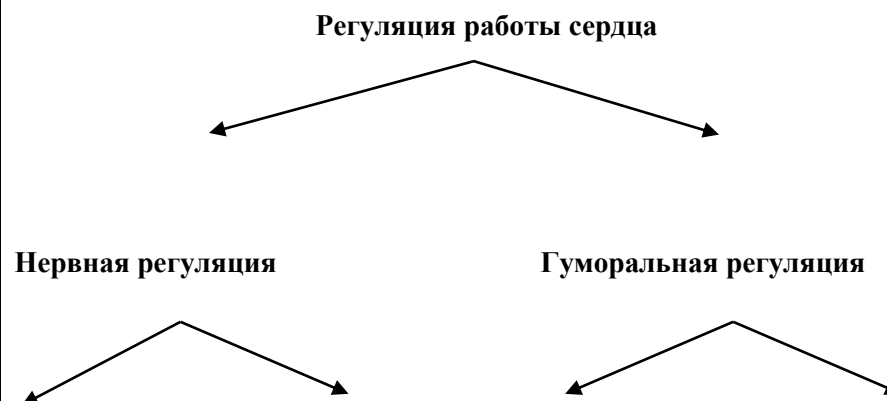 Регуляция работы сердца
Нервная регуляция Гуморальная регуляция